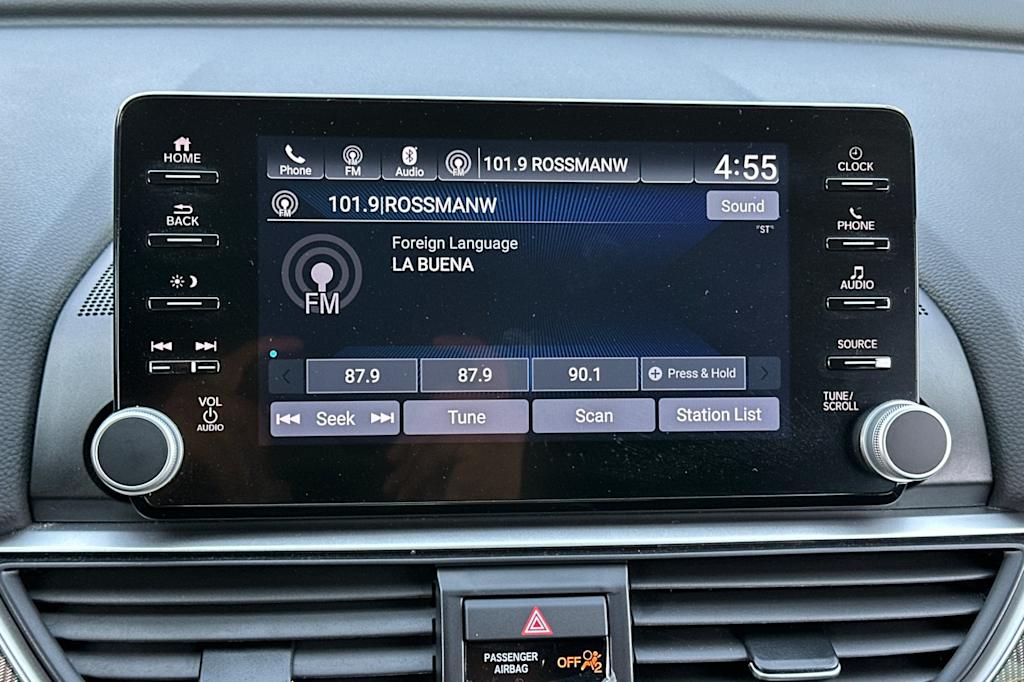 HOME
BACK
VOL
AUDIO
Phone
FM
Audio
FM
101.9 ROSSMANW
4:55
FM
101.9|ROSSMANW
Sound
"ST"
Foreign Language
LA BUENA
FM
87.9
87.9
90.1
Press & Hold
Seek
Tune
Scan
Station List
CLOCK
PHONE
AUDIO
SOURCE
TUNE/
SCROLL
PASSENGER
AIRBAG
OFF
2